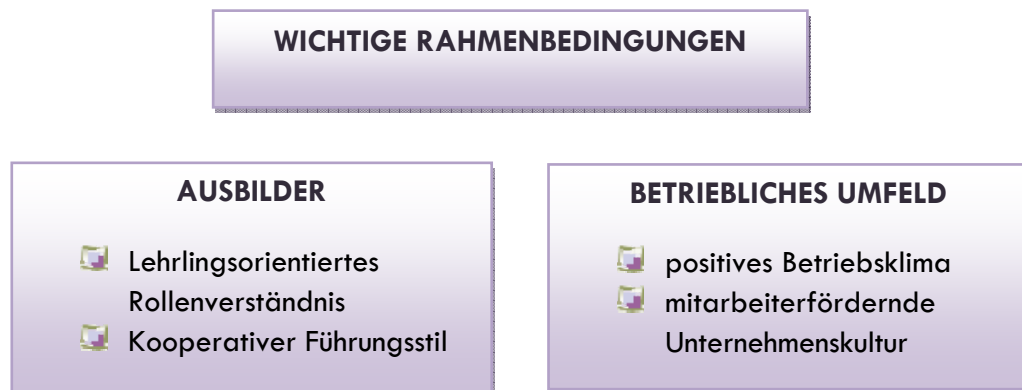 WICHTIGE RAHMENBEDINGUNGEN
AUSBILDER
Lehrlingsorientiertes
Rollenverständnis
Kooperativer Führungsstil
BETRIEBLICHES UMFELD
positives Betriebsklima
mitarbeiterfördernde
Unternehmenskultur